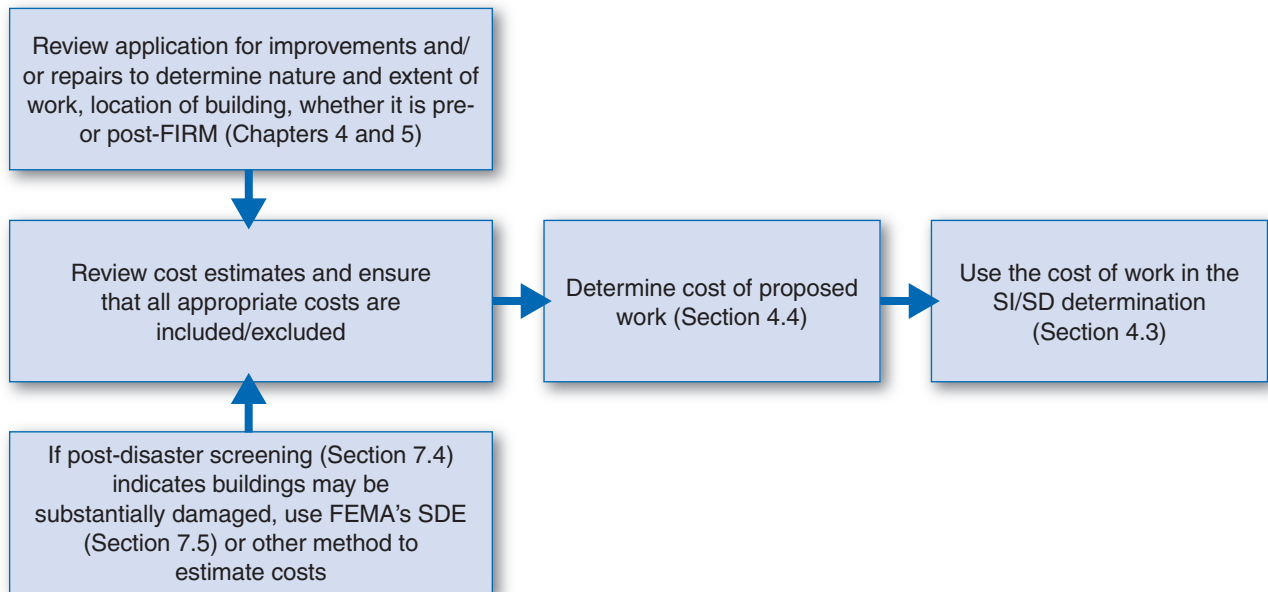 Review application for improvements and/
or repairs to determine nature and extent of
work, location of building, whether it is pre-
or post-FIRM (Chapters 4 and 5)
Review cost estimates and ensure
that all appropriate costs are
included/excluded
Determine cost of proposed
work (Section 4.4)
Use the cost of work in the
SI/SD determination
(Section 4.3)
If post-disaster screening (Section 7.4)
indicates buildings may be
substantially damaged, use FEMA’s SDE
(Section 7.5) or other method to
estimate costs